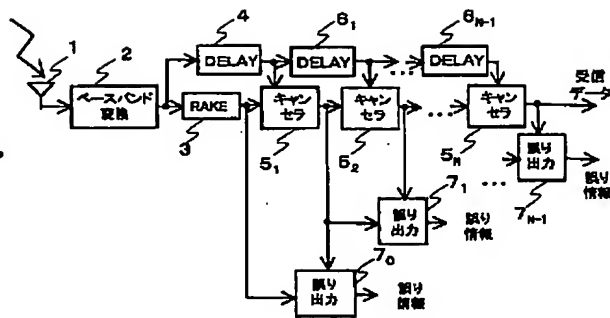 1
2
4
6₁
6N-1
DELAY
DELAY
DELAY
ベースバンド
変換
RAKE
キャン
セラ
キャン
セラ
キャン
セラ
受信
データ
3
5₁
5₂
5N
...
...
誤り
出力
誤り
情報
7N-1
...
誤り
出力
7₁
誤り
情報
誤り
出力
7₀
誤り
情報